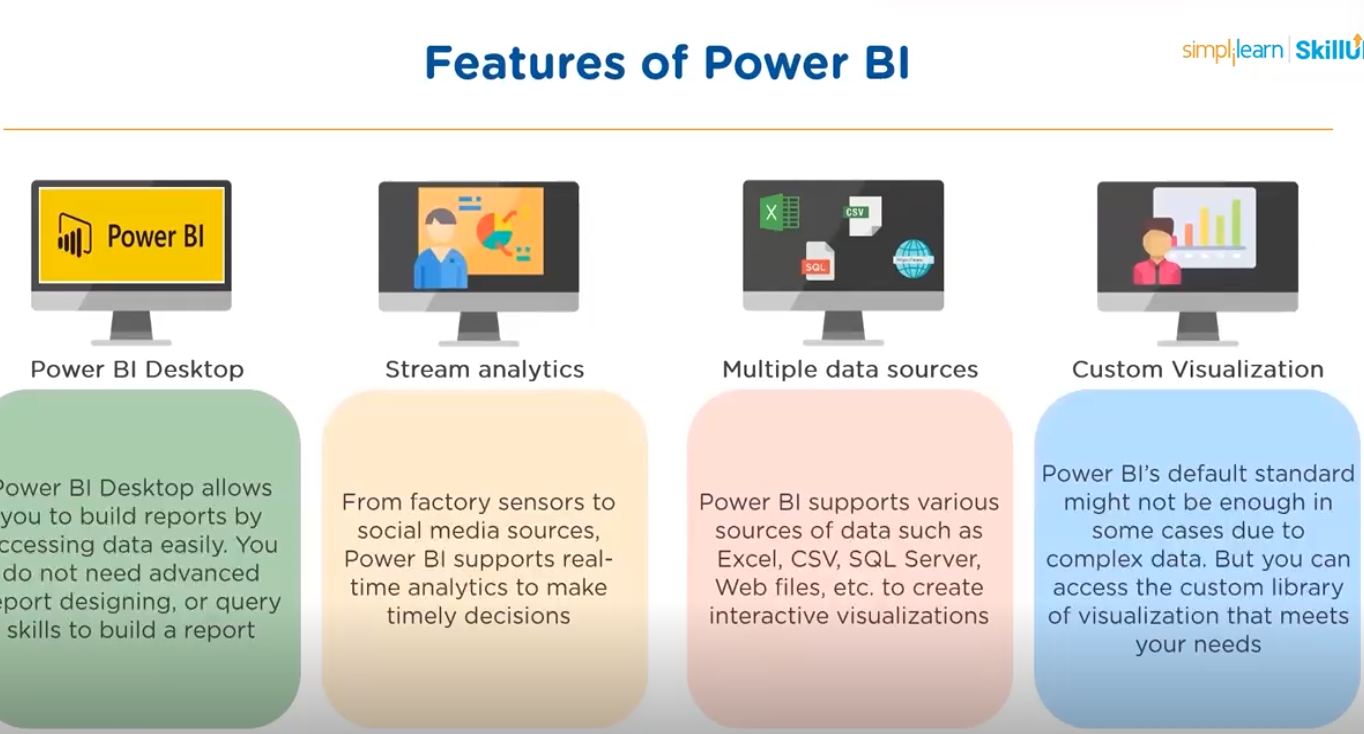 Features of Power BI
simplilearn | SkillU
Power BI
X
CSV
SQL
Power BI Desktop
Stream analytics
Multiple data sources
Custom Visualization
Power BI Desktop allows
you to build reports by
ccessing data easily. You
do not need advanced
eport designing, or query
skills to build a report
From factory sensors to
social media sources,
Power BI supports real-
time analytics to make
timely decisions
Power BI supports various
sources of data such as
Excel, CSV, SQL Server,
Web files, etc. to create
interactive visualizations
Power BI's default standard
might not be enough in
some cases due to
complex data. But you can
access the custom library
of visualization that meets
your needs